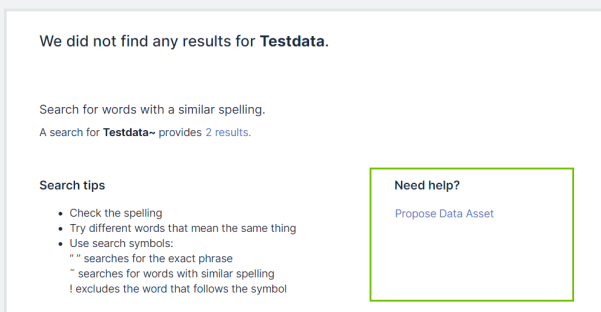 We did not find any results for Testdata.
Search for words with a similar spelling.
A search for Testdata~ provides 2 results.
Search tips
• Check the spelling
• Try different words that mean the same thing
• Use search symbols:
" " searches for the exact phrase
˜ searches for words with similar spelling
! excludes the word that follows the symbol
Need help?
Propose Data Asset